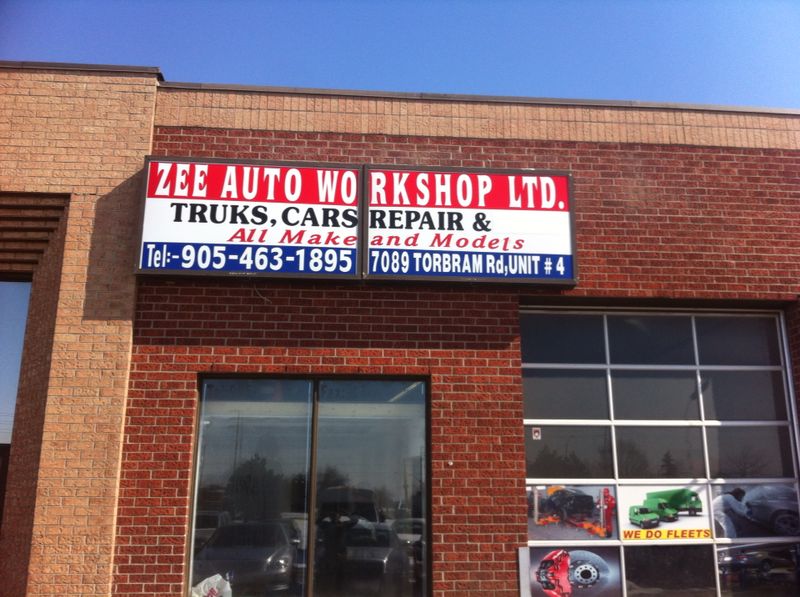 ZEE AUTO WORKSHOP LTD.
TRUKS, CARS REPAIR &
All Make and Models
Tel:-905-463-1895 7089 TORBRAM Rd,UNIT # 4
WE DO FLEETS